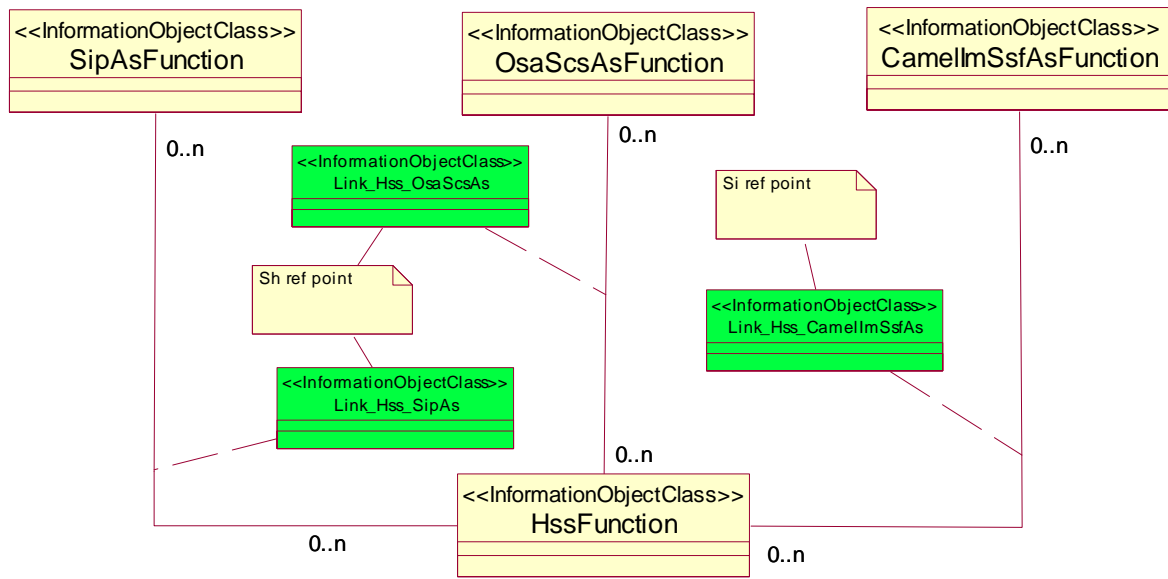 <<InformationObjectClass>>
SipAsFunction
<<InformationObjectClass>>
OsaScsAsFunction
<<InformationObjectClass>>
CamelImSsfAsFunction
0..n
0..n
0..n
<<InformationObjectClass>>
Link_Hss_OsaScsAs
Si ref point
Sh ref point
<<InformationObjectClass>>
Link_Hss_CamelImSsfAs
<<InformationObjectClass>>
Link_Hss_SipAs
0..n
<<InformationObjectClass>>
HssFunction
0..n
0..n